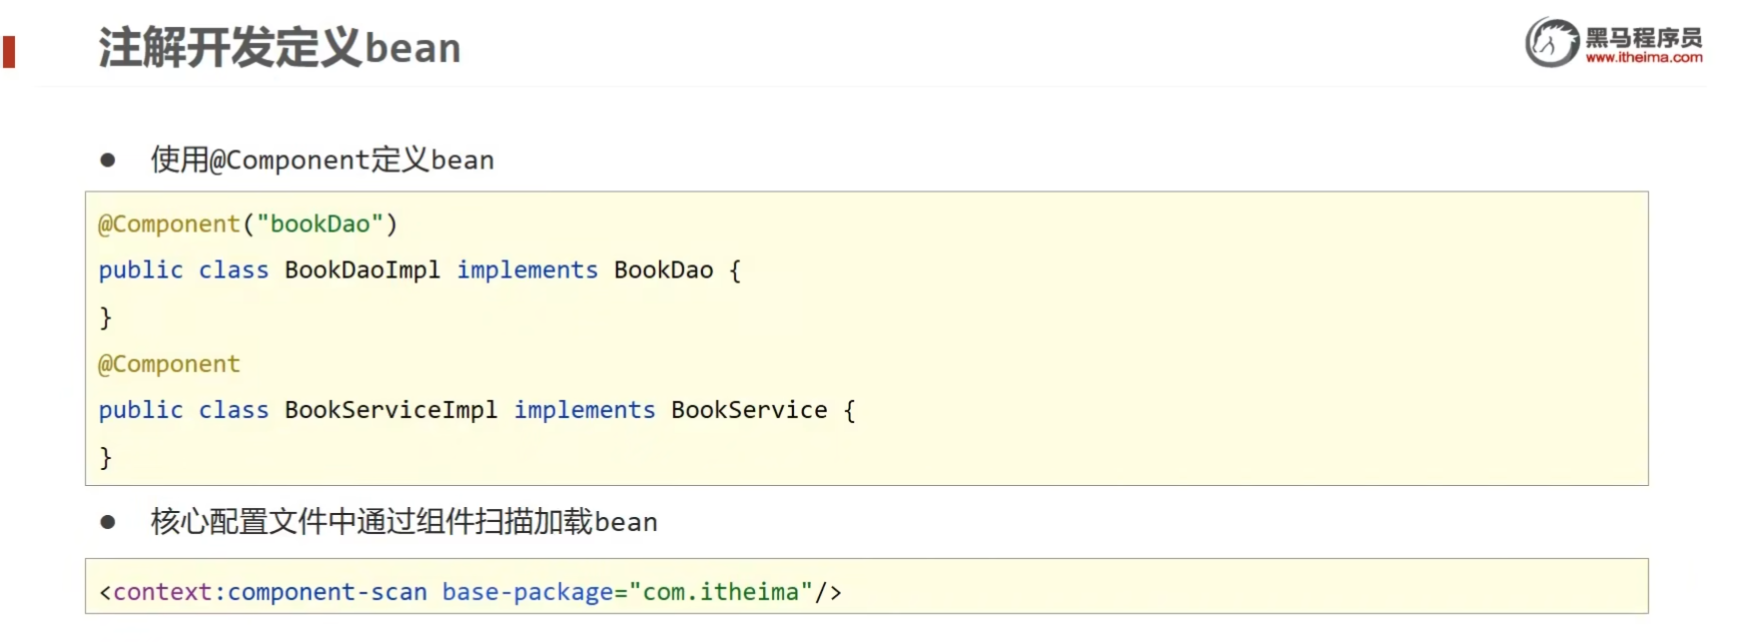 注解开发定义bean
黑马程序员
www.itheima.com
● 使用@Component定义bean
@Component("bookDao")
public class BookDaoImpl implements BookDao {
}
@Component
public class BookServiceImpl implements BookService {
}
● 核心配置文件中通过组件扫描加载bean
<context:component-scan base-package="com.itheima"/>